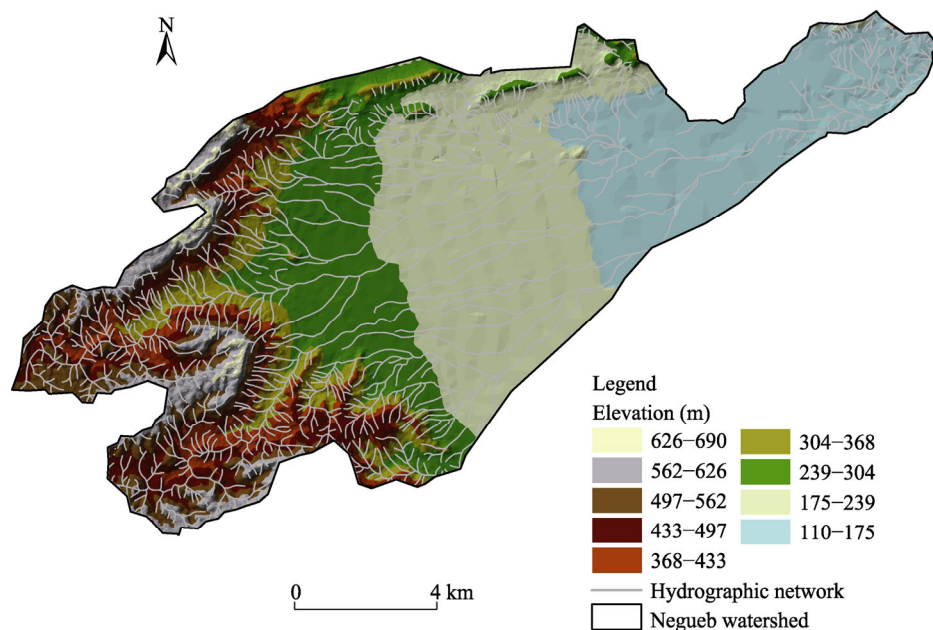 N
Legend
Elevation (m)
626−690
562−626
497−562
433−497
368−433
304−368
239−304
175−239
110−175
Hydrographic network
Negueb watershed
0 4 km